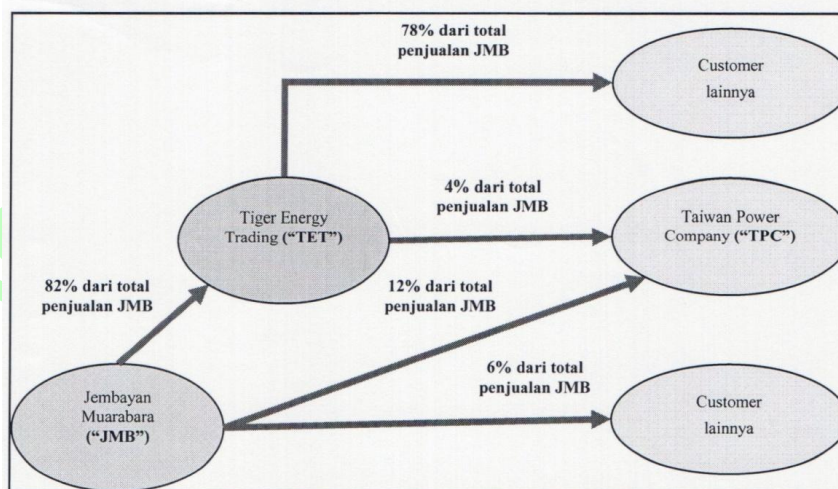 78% dari total
penjualan JMB
Customer
lainnya
Tiger Energy
Trading (“TET”)
4% dari total
penjualan JMB
Taiwan Power
Company (“TPC”)
82% dari total
penjualan JMB
12% dari total
penjualan JMB
Jembayan
Muarabara
(“JMB”)
6% dari total
penjualan JMB
Customer
lainnya